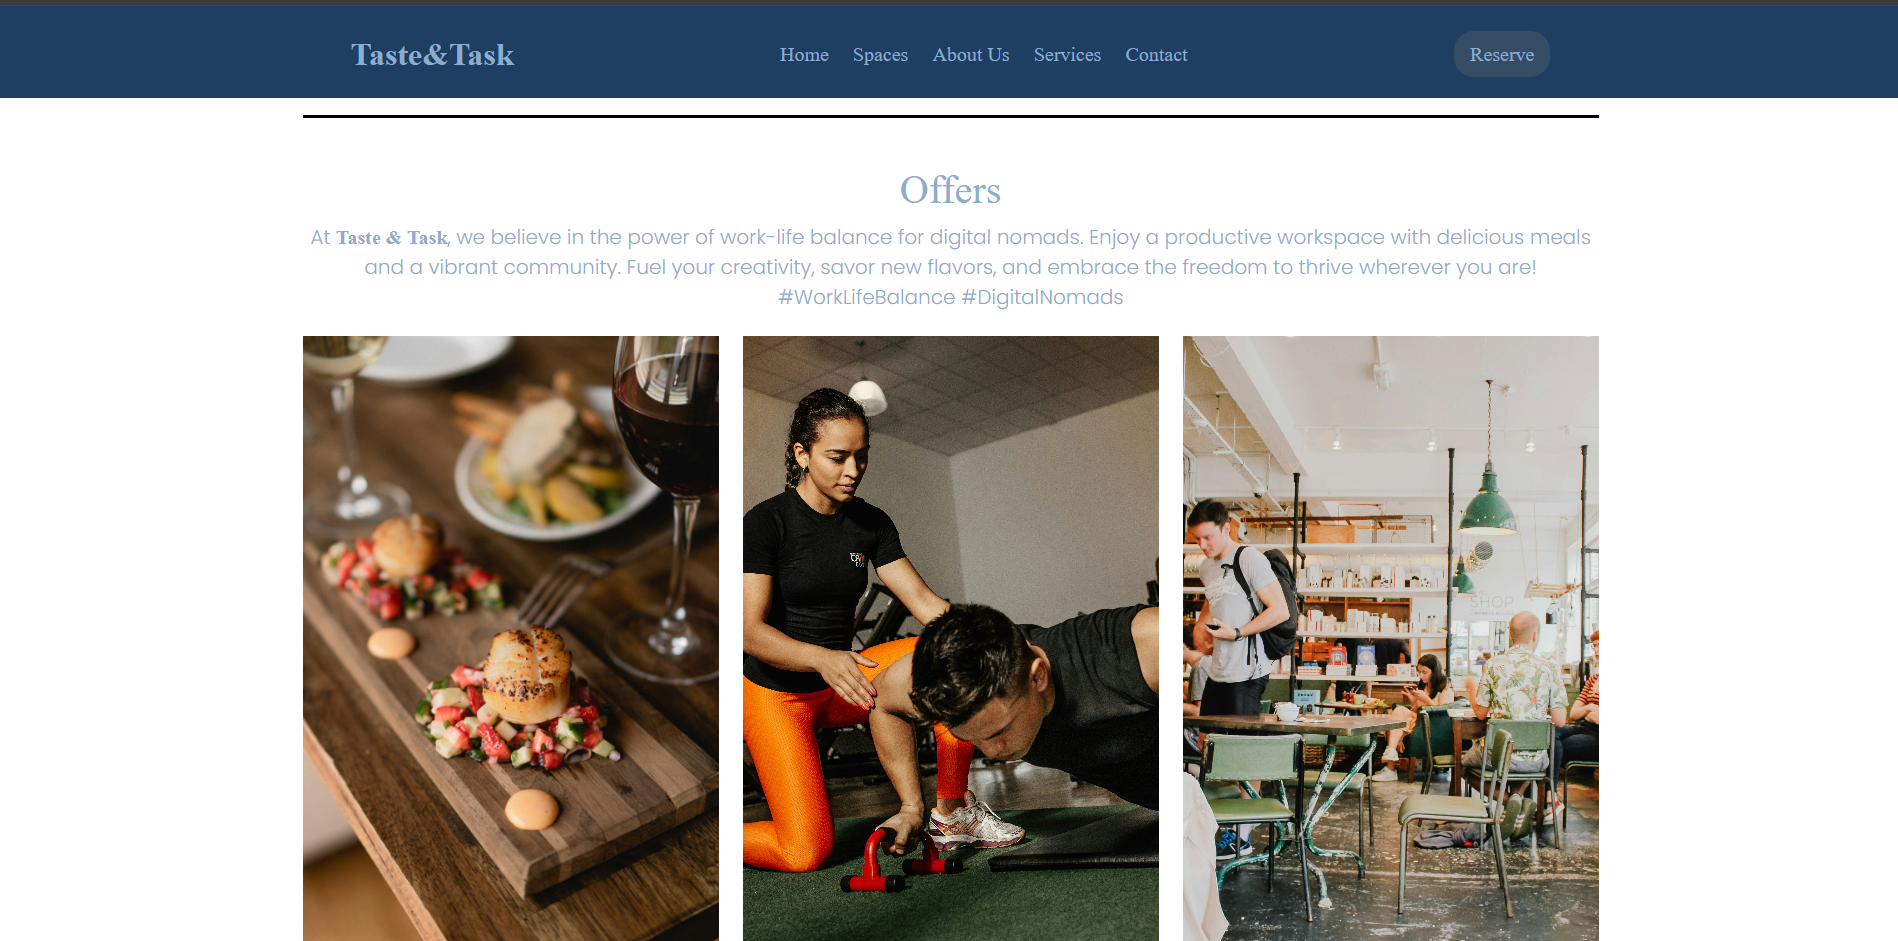 Taste&Task
Home Spaces About Us Services Contact
Reserve
Offers
At Taste & Task, we believe in the power of work-life balance for digital nomads. Enjoy a productive workspace with delicious meals
and a vibrant community. Fuel your creativity, savor new flavors, and embrace the freedom to thrive wherever you are!
#WorkLifeBalance #DigitalNomads
SHOP